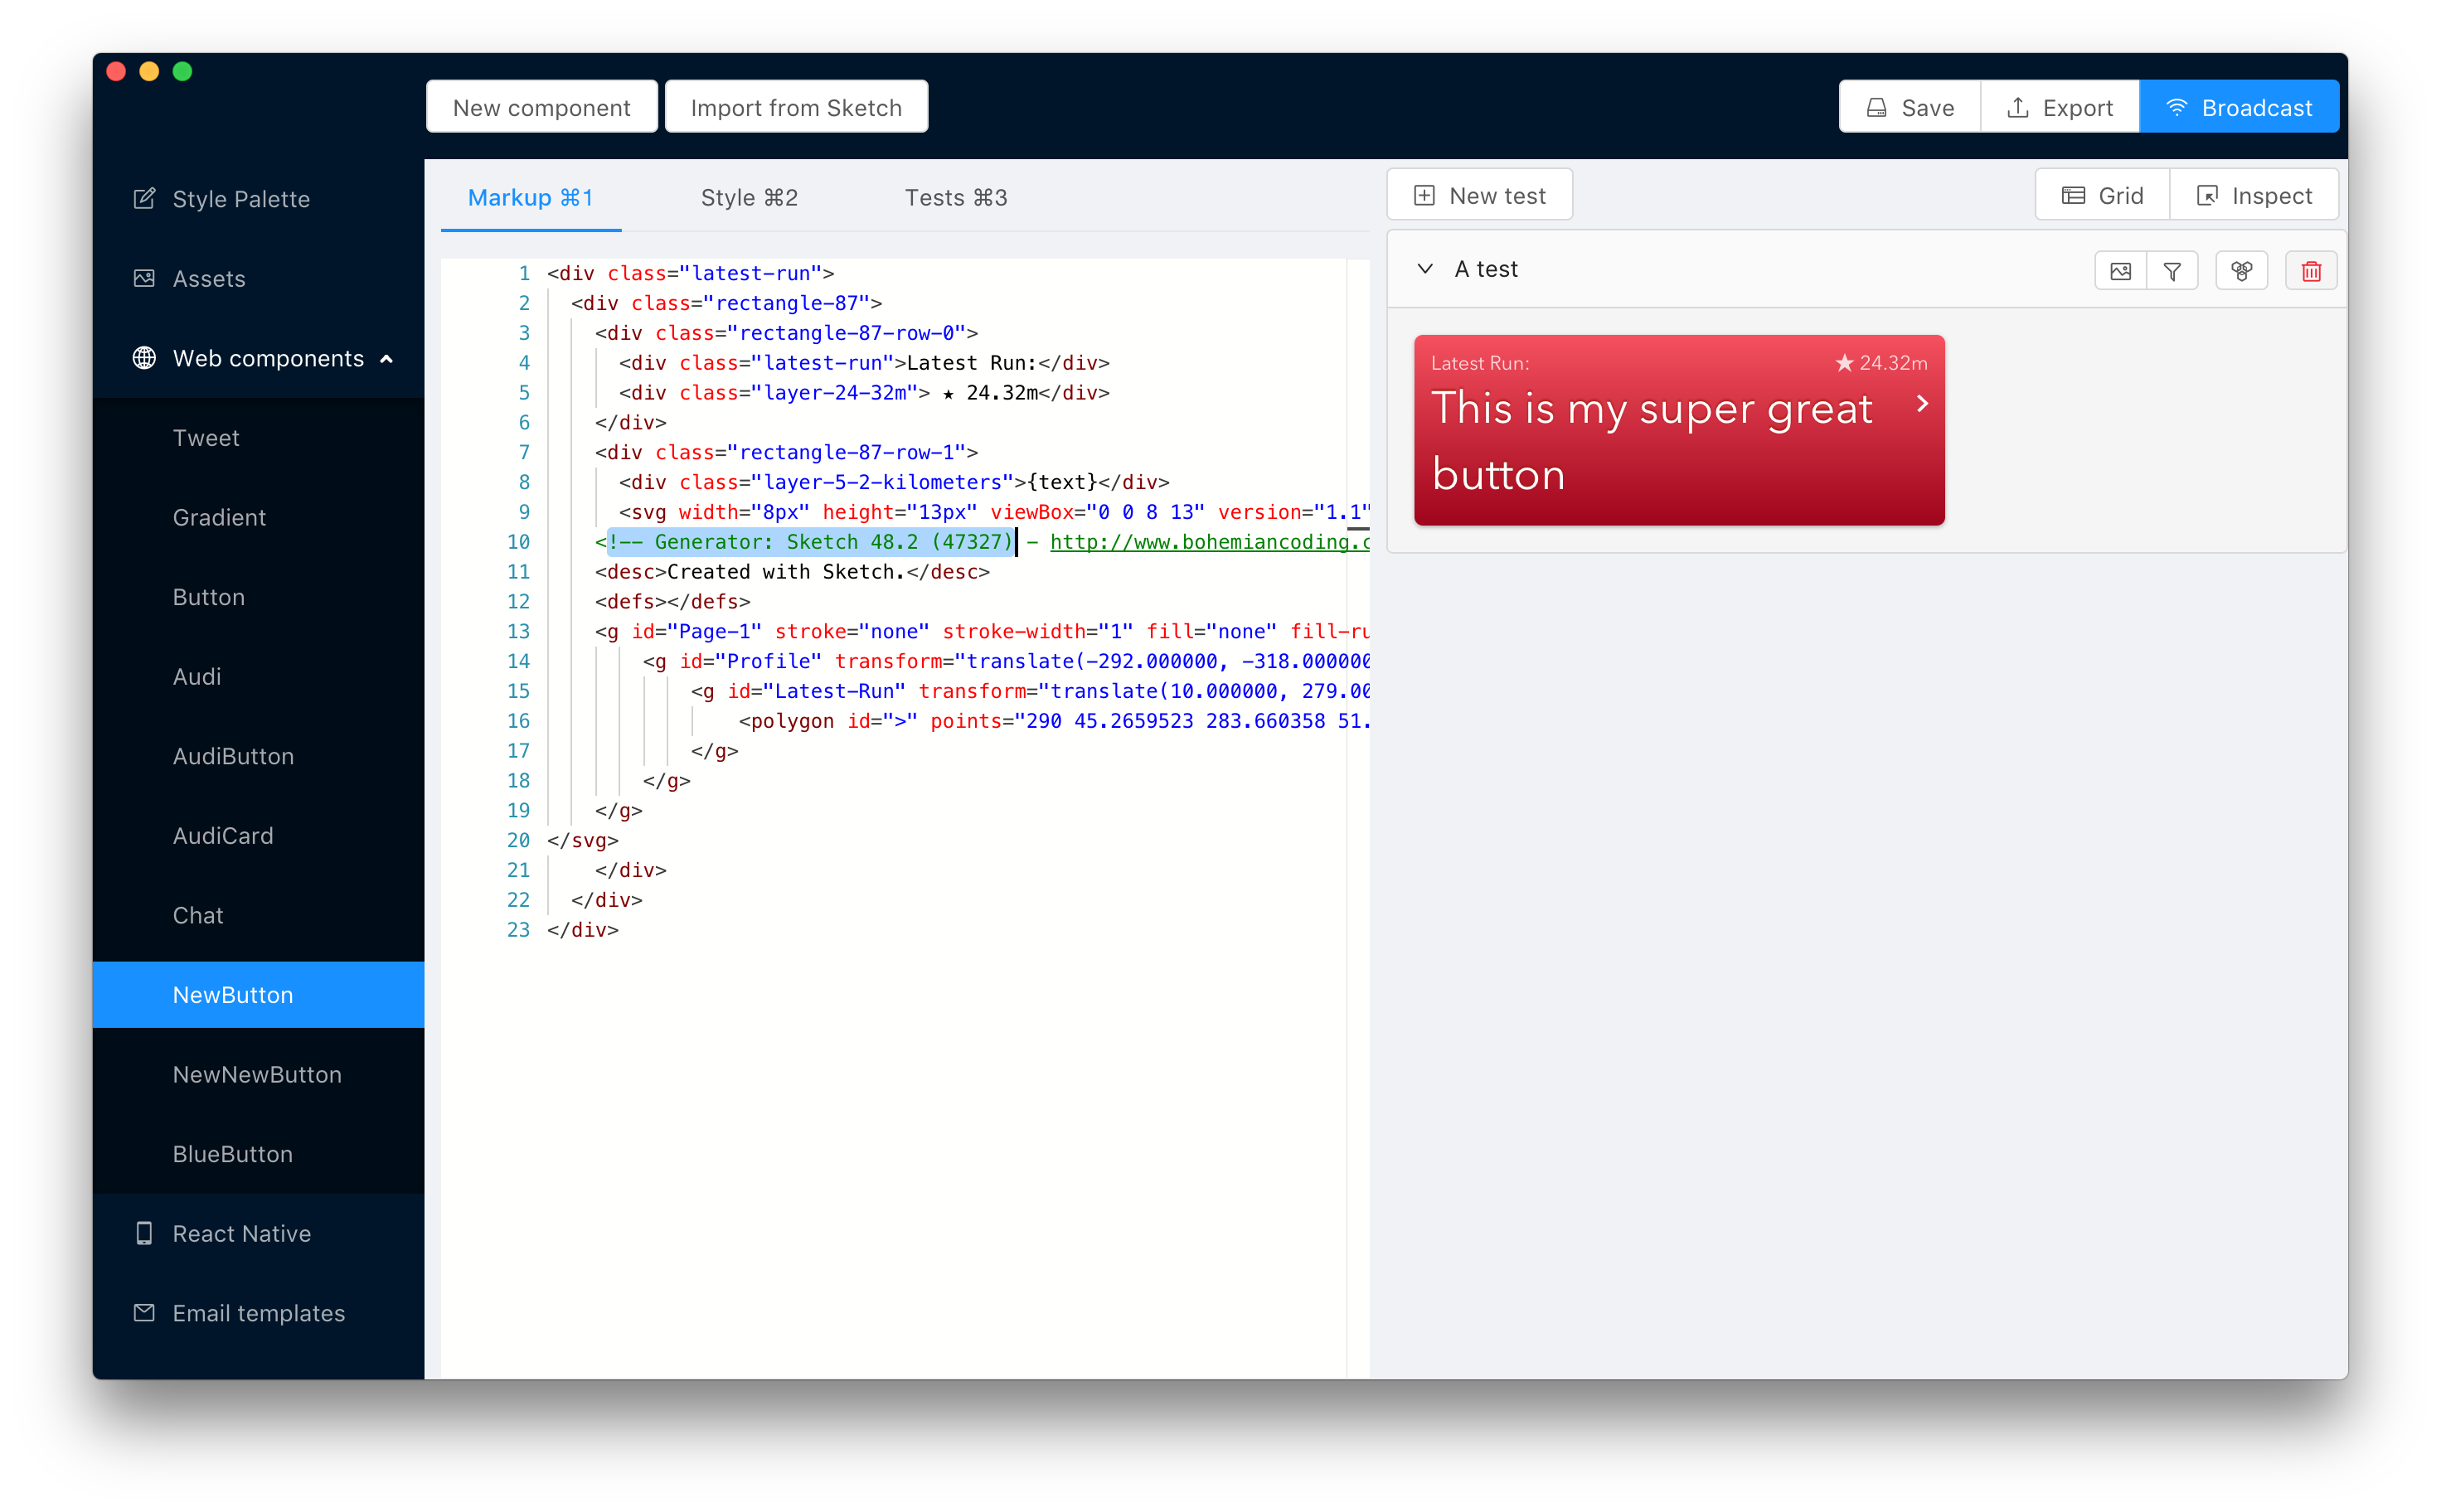 New component
Import from Sketch
Save
Export
Broadcast
Style Palette
Assets
Web components
Tweet
Gradient
Button
Audi
AudiButton
AudiCard
Chat
NewButton
NewNewButton
BlueButton
React Native
Email templates
Markup ⌘1
Style ⌘2
Tests ⌘3
1 <div class="latest-run">
2 <div class="rectangle-87">
3 <div class="rectangle-87-row-0">
4 <div class="latest-run">Latest Run:</div>
5 <div class="layer-24-32m"> ★ 24.32m</div>
6 </div>
7 <div class="rectangle-87-row-1">
8 <div class="layer-5-2-kilometers">{text}</div>
9 <svg width="8px" height="13px" viewBox="0 0 8 13" version="1.1"
10 <!-- Generator: Sketch 48.2 (47327) - http://www.bohemiancoding.c
11 <desc>Created with Sketch.</desc>
12 <defs></defs>
13 <g id="Page-1" stroke="none" stroke-width="1" fill="none" fill-ru
14 <g id="Profile" transform="translate(-292.000000, -318.000000
15 <g id="Latest-Run" transform="translate(10.000000, 279.00
16 <polygon id=">" points="290 45.2659523 283.660358 51.
17 </g>
18 </g>
19 </g>
20 </svg>
21 </div>
22 </div>
23 </div>
New test
Grid
Inspect
A test
Latest Run:
★ 24.32m
This is my super great
button